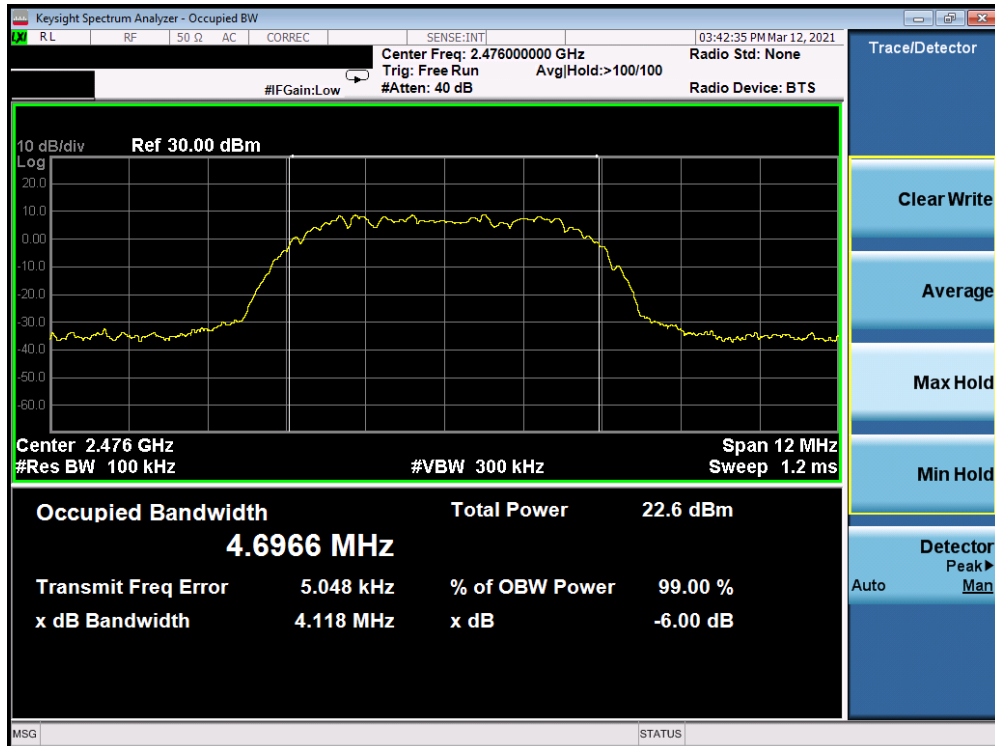 Keysight Spectrum Analyzer - Occupied BW
LXI RL RF 50 Ω AC CORREC SENSE:INT 03:42:35 PM Mar 12, 2021
Center Freq: 2.476000000 GHz Radio Std: None
Trig: Free Run Avg|Hold:>100/100
#IFGain:Low #Atten: 40 dB Radio Device: BTS
10 dB/div Ref 30.00 dBm
Log
20.0
10.0
0.00
-10.0
-20.0
-30.0
-40.0
-50.0
-60.0
Center 2.476 GHz Span 12 MHz
#Res BW 100 kHz #VBW 300 kHz Sweep 1.2 ms
Occupied Bandwidth Total Power 22.6 dBm
4.6966 MHz
Transmit Freq Error 5.048 kHz % of OBW Power 99.00 %
x dB Bandwidth 4.118 MHz x dB -6.00 dB
Trace/Detector
Clear Write
Average
Max Hold
Min Hold
Detector
Peak▶
Auto Man
MSG STATUS